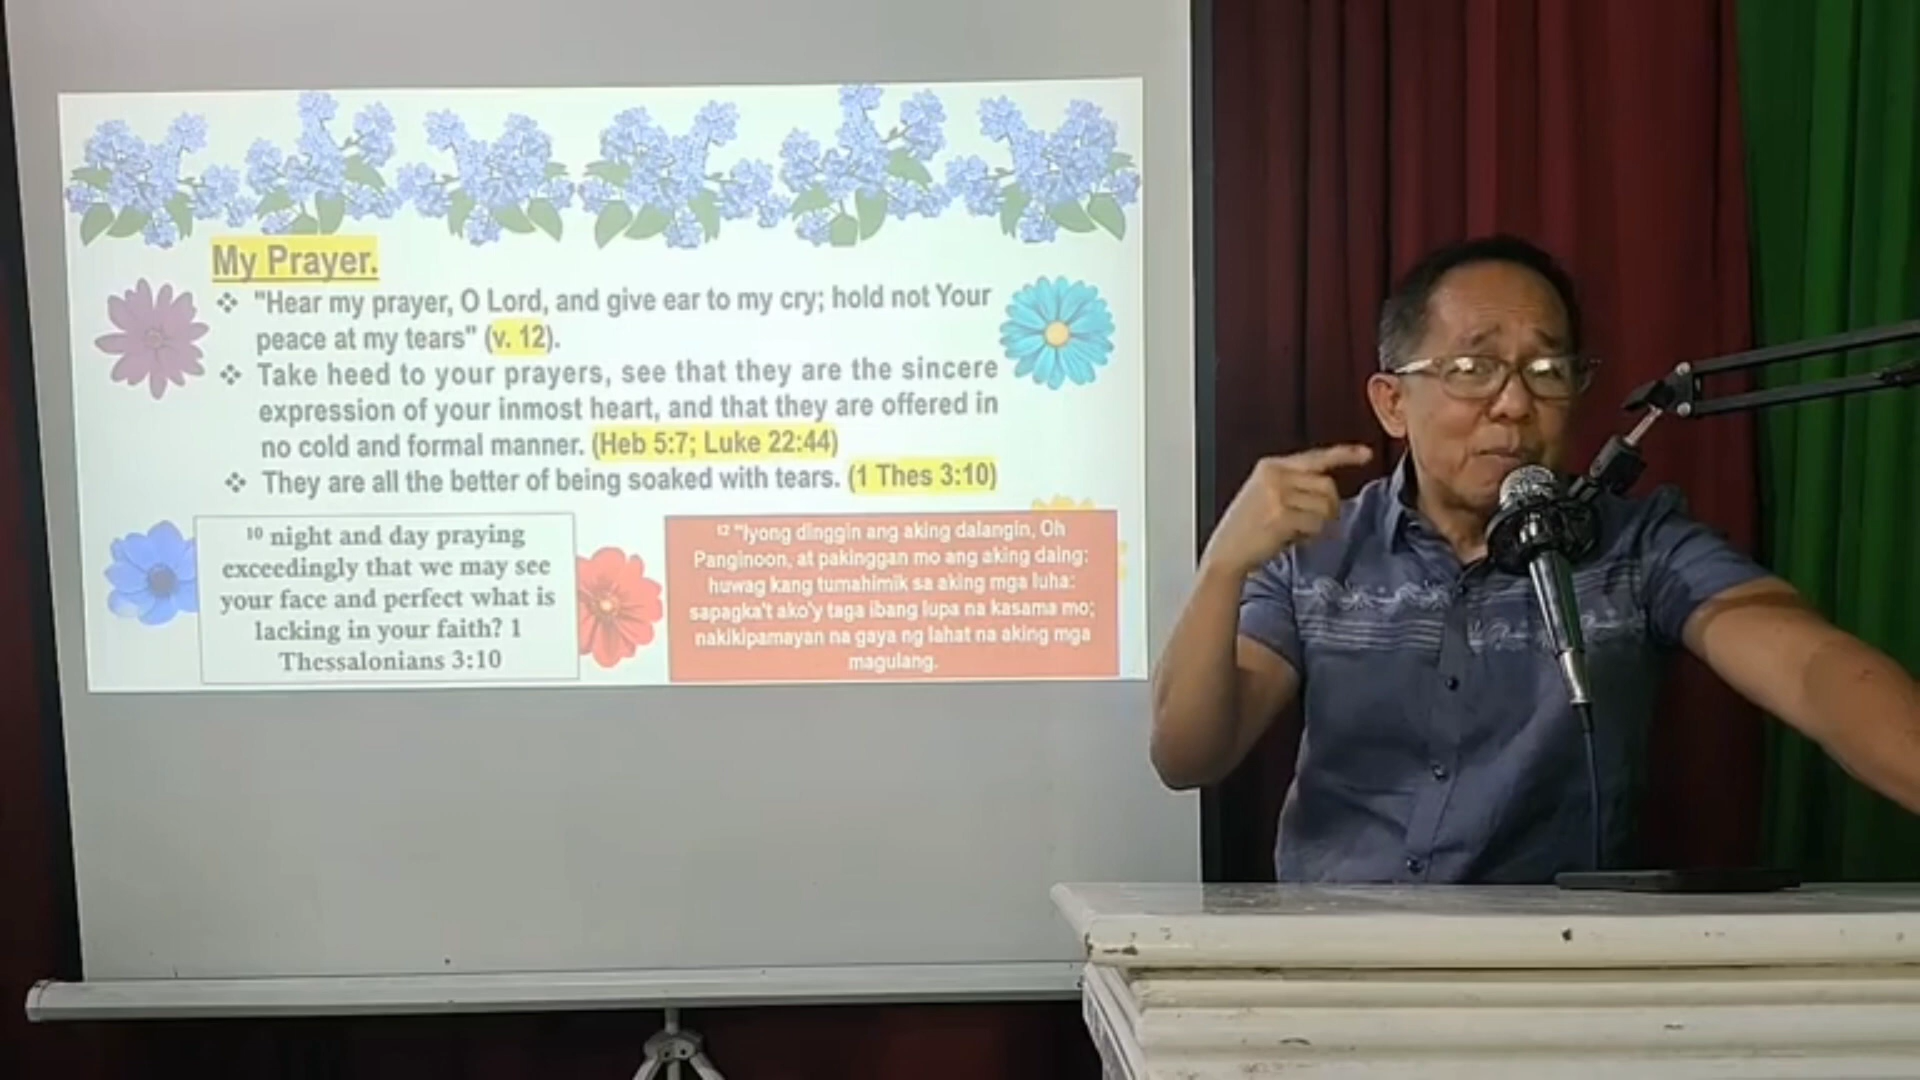 My Prayer.
❖ "Hear my prayer, O Lord, and give ear to my cry; hold not Your
peace at my tears" (v. 12).
❖ Take heed to your prayers, see that they are the sincere
expression of your inmost heart, and that they are offered in
no cold and formal manner. (Heb 5:7; Luke 22:44)
❖ They are all the better of being soaked with tears. (1 Thes 3:10)
10 night and day praying
exceedingly that we may see
your face and perfect what is
lacking in your faith? 1
Thessalonians 3:10
12 "Iyong dinggin ang aking dalangin, Oh
Panginoon, at pakinggan mo ang aking daing:
huwag kang tumahimik sa aking mga luha:
sapagka't ako'y taga ibang lupa na kasama mo;
nakikipamayan na gaya ng lahat na aking mga
magulang.